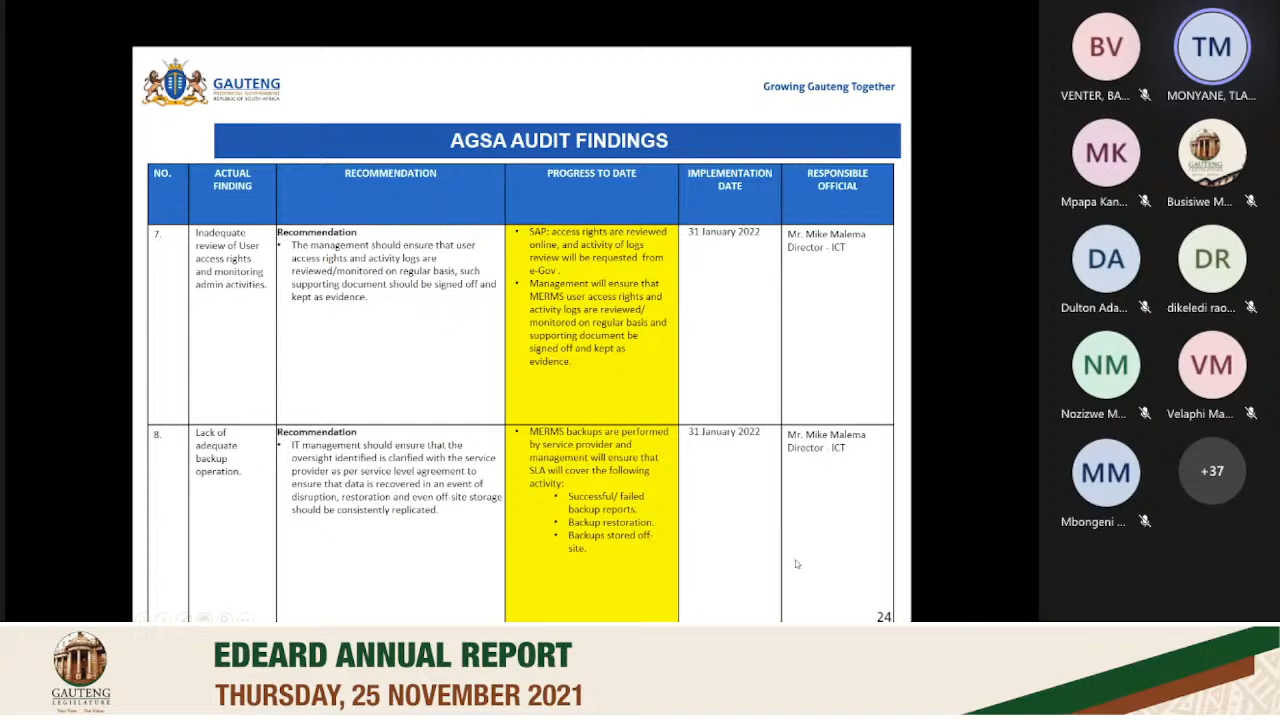 GAUTENG
PROVINCIAL GOVERNMENT
REPUBLIC OF SOUTH AFRICA
Growing Gauteng Together
AGSA AUDIT FINDINGS
NO.
ACTUAL
FINDING
RECOMMENDATION
PROGRESS TO DATE
IMPLEMENTATION
DATE
RESPONSIBLE
OFFICIAL
7.
Inadequate
review of User
access rights
and monitoring
admin activities.
Recommendation
• The management should ensure that user
access rights and activity logs are
reviewed/monitored on regular basis, such
supporting document should be signed off and
kept as evidence.
• SAP: access rights are reviewed
online, and activity of logs
review will be requested from
e-Gov .
• Management will ensure that
MERMS user access rights and
activity logs are reviewed/
monitored on regular basis and
supporting document be
signed off and kept as
evidence.
31 January 2022
Mr. Mike Malema
Director - ICT
8.
Lack of
adequate
backup
operation.
Recommendation
• IT management should ensure that the
oversight identified is clarified with the service
provider as per service level agreement to
ensure that data is recovered in an event of
disruption, restoration and even off-site storage
should be consistently replicated.
• MERMS backups are performed
by service provider and
management will ensure that
SLA will cover the following
activity:
• Successful/ failed
backup reports.
• Backup restoration.
• Backups stored off-
site.
31 January 2022
Mr. Mike Malema
Director - ICT
24
BV
VENTER, BA...
TM
MONYANE, TLA...
MK
Mpapa Kan...
Busisiwe M...
DA
Dulton Ada...
DR
dikeledi rao...
NM
Nozizwe M...
VM
Velaphi Ma...
MM
Mbongeni ...
+37
GAUTENG
LEGISLATURE
EDEARD ANNUAL REPORT
THURSDAY, 25 NOVEMBER 2021